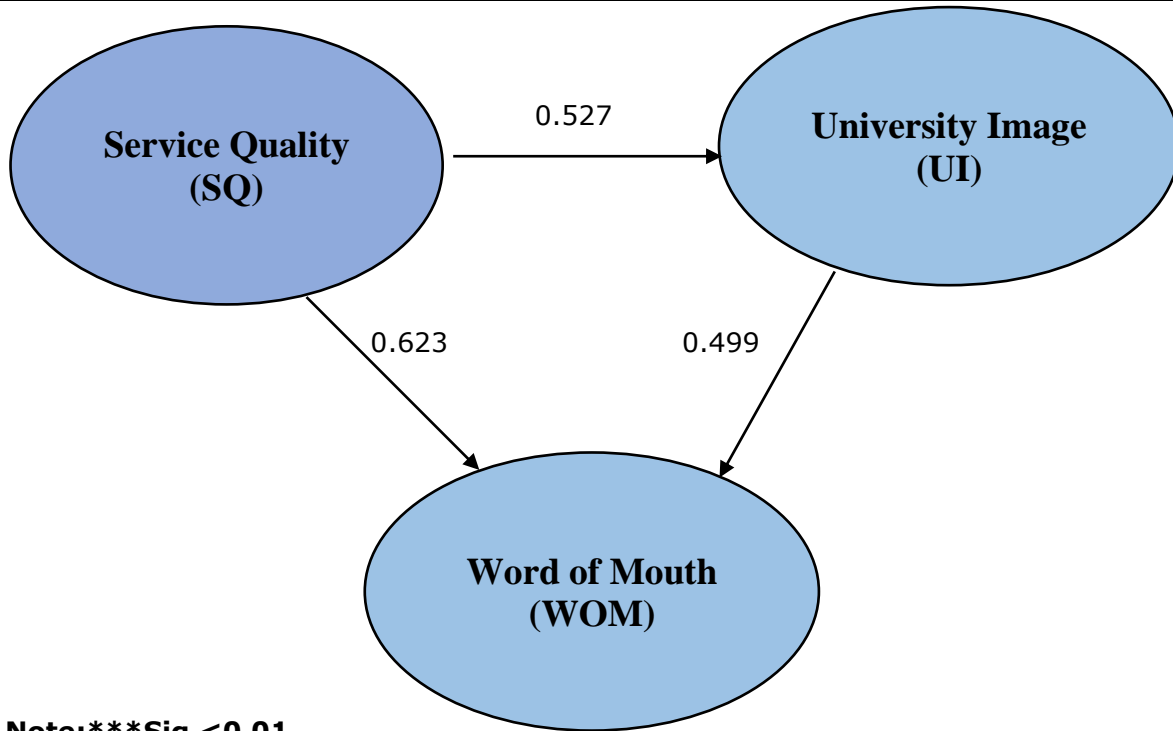 0.527
Service Quality
(SQ)
University Image
(UI)
0.623
0.499
Word of Mouth
(WOM)
Note:***Sig.<0.01